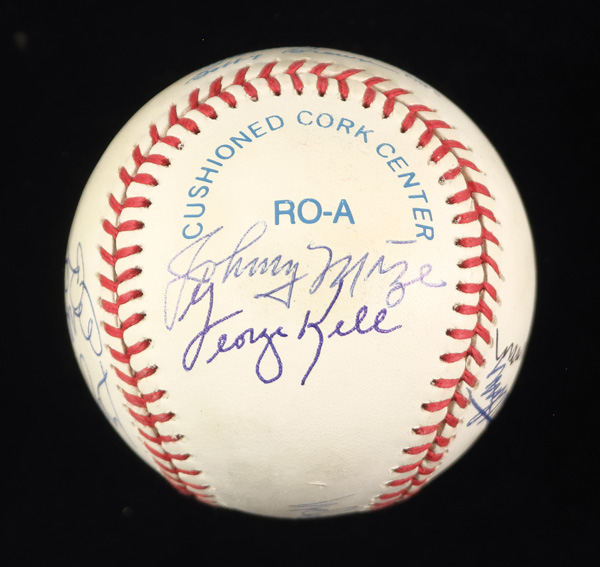 CUSHIONED CORK CENTER
RO-A
Johnny Mize
George Kell